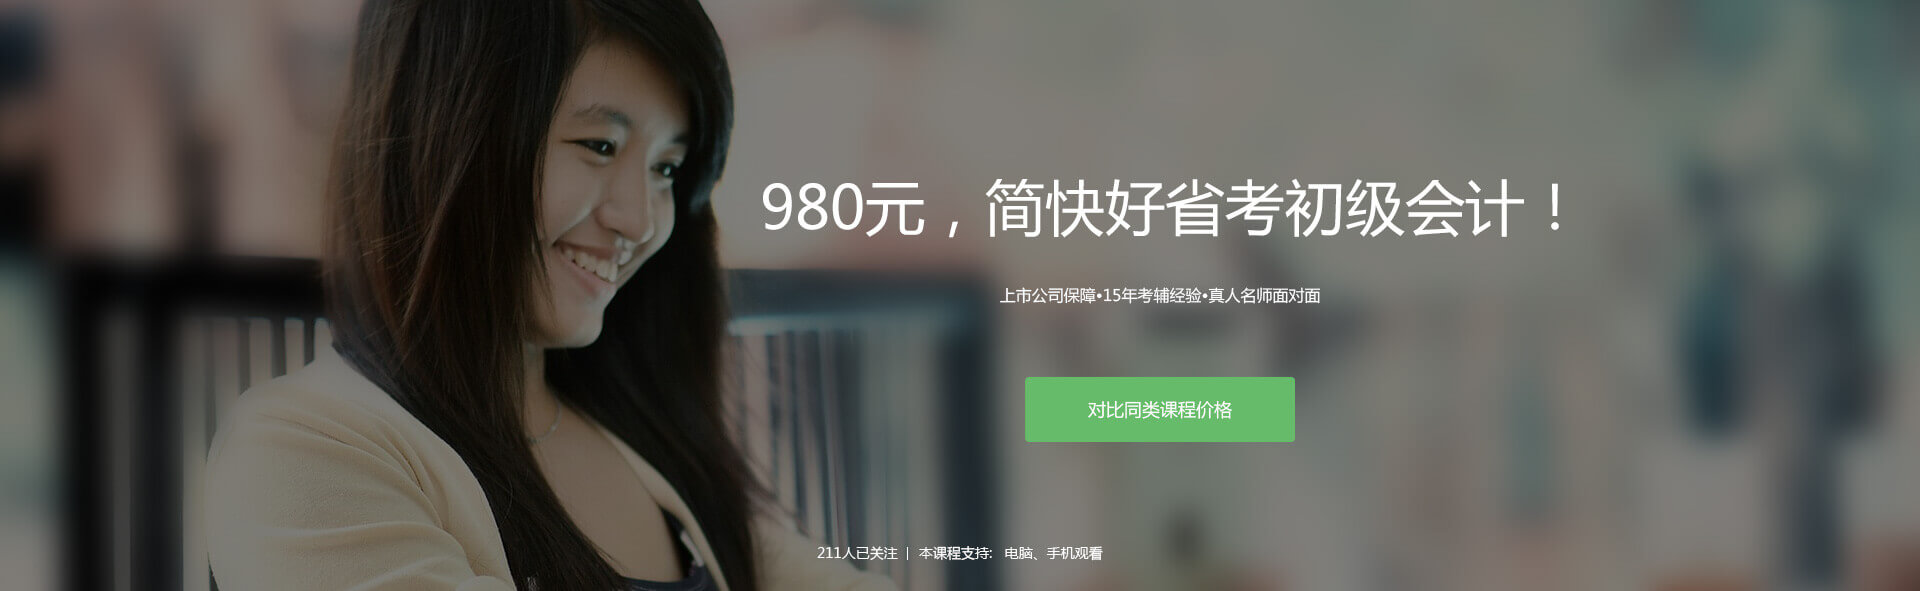 980元，简快好省考初级会计！
上市公司保障•15年考辅经验•真人名师面对面
对比同类课程价格
211人已关注 | 本课程支持： 电脑、手机观看